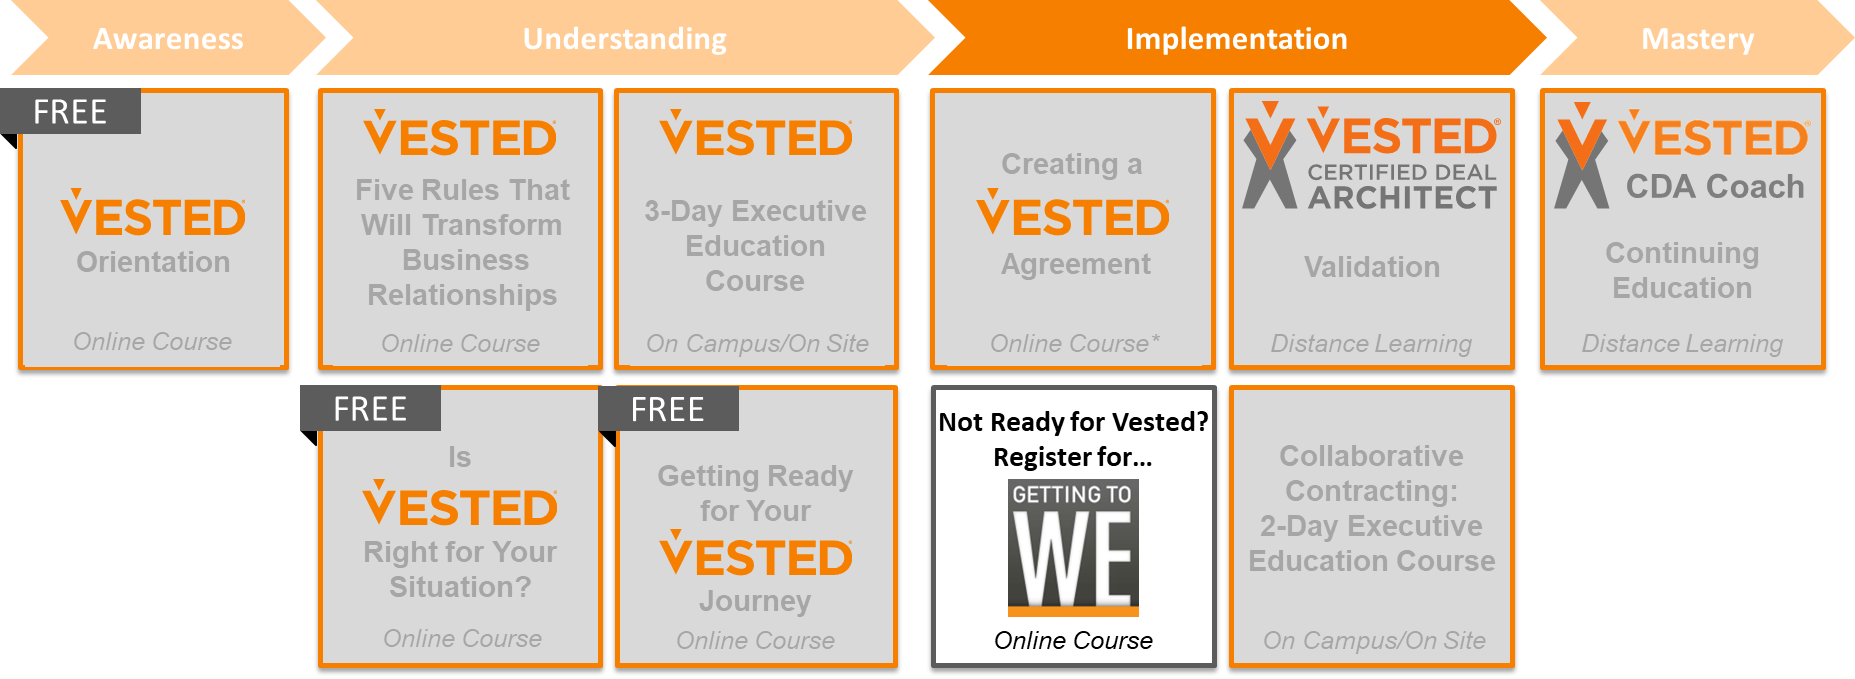 Awareness
Understanding
Implementation
Mastery
FREE
VESTED®
Orientation
Online Course
VESTED®
Five Rules That
Will Transform
Business
Relationships
Online Course
VESTED®
3-Day Executive
Education
Course
On Campus/On Site
Creating a
VESTED®
Agreement
Online Course*
VESTED®
CERTIFIED DEAL
ARCHITECT
Validation
Distance Learning
VESTED®
CDA Coach
Continuing
Education
Distance Learning
FREE
Is
VESTED®
Right for Your
Situation?
Online Course
FREE
Getting Ready
for Your
VESTED®
Journey
Online Course
Not Ready for Vested?
Register for...
GETTING TO
WE
Online Course
Collaborative
Contracting:
2-Day Executive
Education Course
On Campus/On Site